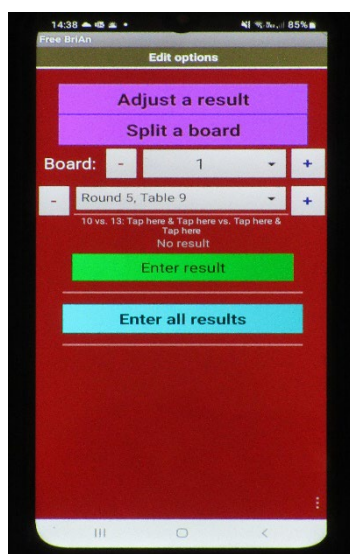 14:38 85%
Free BriAn
Edit options
Adjust a result
Split a board
Board: - 1 +
- Round 5, Table 9 +
10 vs. 13: Tap here & Tap here vs. Tap here &
Tap here
No result
Enter result
Enter all results